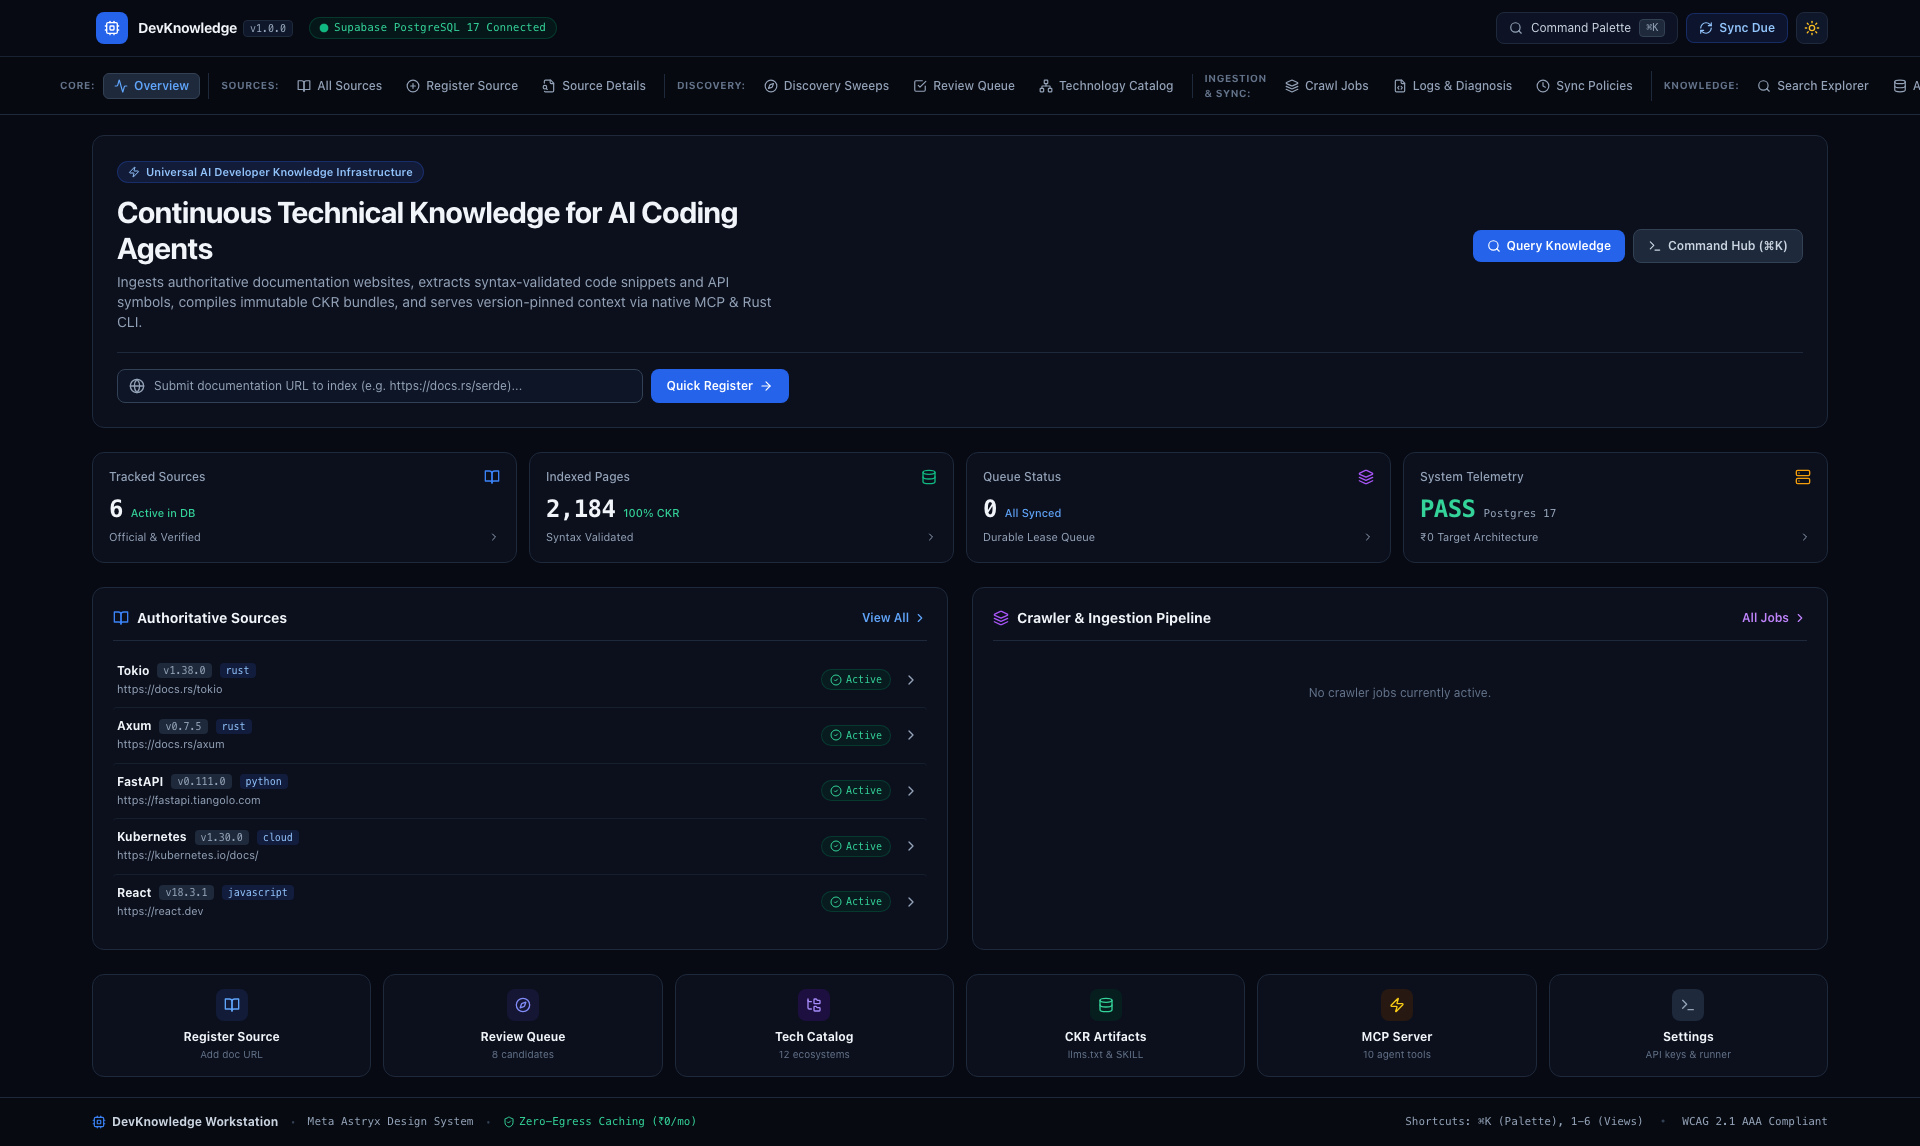 DevKnowledge v1.0.0 Supabase PostgreSQL 17 Connected Command Palette ⌘K Sync Due
CORE: Overview SOURCES: All Sources Register Source Source Details DISCOVERY: Discovery Sweeps Review Queue Technology Catalog INGESTION & SYNC: Crawl Jobs Logs & Diagnosis Sync Policies KNOWLEDGE: Search Explorer A
Universal AI Developer Knowledge Infrastructure
Continuous Technical Knowledge for AI Coding
Agents
Ingests authoritative documentation websites, extracts syntax-validated code snippets and API
symbols, compiles immutable CKR bundles, and serves version-pinned context via native MCP & Rust
CLI.
Query Knowledge Command Hub (⌘K)
Submit documentation URL to index (e.g. https://docs.rs/serde)... Quick Register
Tracked Sources
6 Active in DB
Official & Verified
Indexed Pages
2,184 100% CKR
Syntax Validated
Queue Status
0 All Synced
Durable Lease Queue
System Telemetry
PASS Postgres 17
₹0 Target Architecture
Authoritative Sources View All
Tokio v1.38.0 rust
https://docs.rs/tokio
Active
Axum v0.7.5 rust
https://docs.rs/axum
Active
FastAPI v0.111.0 python
https://fastapi.tiangolo.com
Active
Kubernetes v1.30.0 cloud
https://kubernetes.io/docs/
Active
React v18.3.1 javascript
https://react.dev
Active
Crawler & Ingestion Pipeline All Jobs
No crawler jobs currently active.
Register Source
Add doc URL
Review Queue
8 candidates
Tech Catalog
12 ecosystems
CKR Artifacts
llms.txt & SKILL
MCP Server
10 agent tools
Settings
API keys & runner
DevKnowledge Workstation · Meta Astryx Design System · Zero-Egress Caching (₹0/mo) Shortcuts: ⌘K (Palette), 1-6 (Views) • WCAG 2.1 AAA Compliant